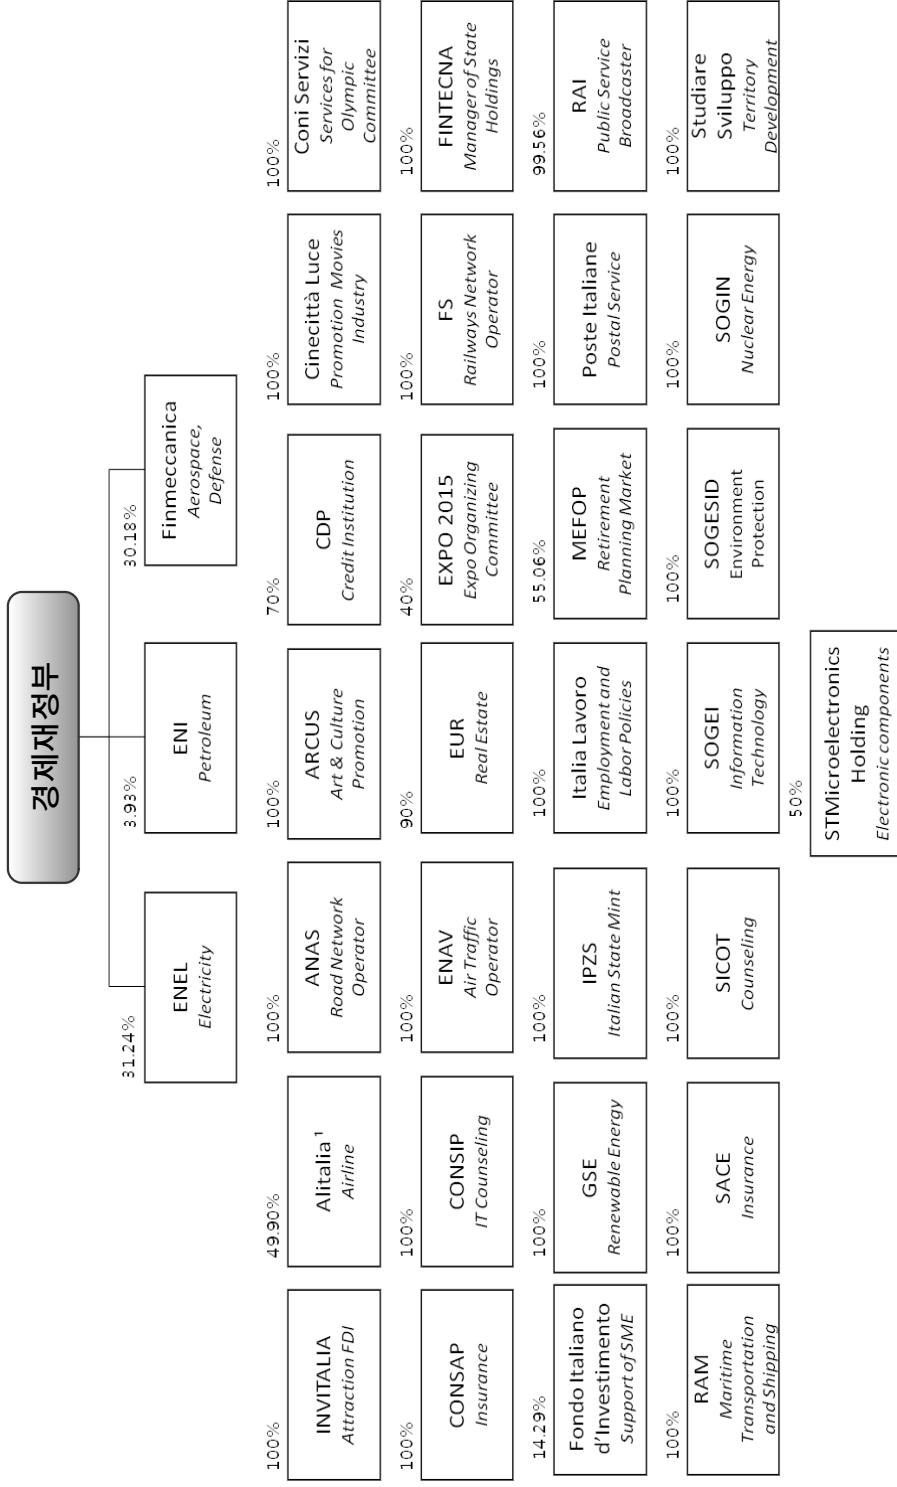 경제재정부
31.24%
ENEL
Electricity
3.93%
ENI
Petroleum
30.18%
Finmeccanica
Aerospace,
Defense
100%
INVITALIA
Attraction FDI
49.90%
Alitalia ¹
Airline
100%
ANAS
Road Network
Operator
100%
ARCUS
Art & Culture
Promotion
70%
CDP
Credit Institution
100%
Cinecittà Luce
Promotion Movies
Industry
100%
Coni Servizi
Services for
Olympic
Committee
100%
CONSAP
Insurance
100%
CONSIP
IT Counseling
100%
ENAV
Air Traffic
Operator
90%
EUR
Real Estate
40%
EXPO 2015
Expo Organizing
Committee
100%
FS
Railways Network
Operator
100%
FINTECNA
Manager of State
Holdings
14.29%
Fondo Italiano
d'Investimento
Support of SME
100%
GSE
Renewable Energy
100%
IPZS
Italian State Mint
100%
Italia Lavoro
Employment and
Labor Policies
55.06%
MEFOP
Retirement
Planning Market
100%
Poste Italiane
Postal Service
99.56%
RAI
Public Service
Broadcaster
100%
RAM
Maritime
Transportation
and Shipping
100%
SACE
Insurance
100%
SICOT
Counseling
100%
SOGEI
Information
Technology
100%
SOGESID
Environment
Protection
100%
SOGIN
Nuclear Energy
100%
Studiare
Sviluppo
Territory
Development
50%
STMicroelectronics
Holding
Electronic components